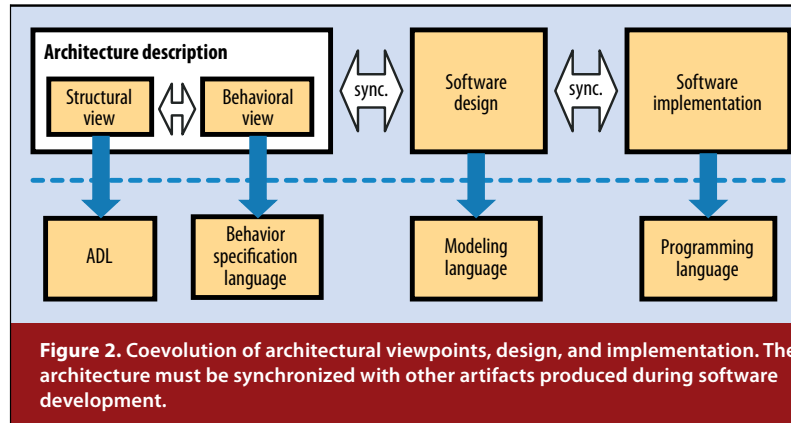 Architecture description
Structural
view
Behavioral
view
sync.
Software
design
sync.
Software
implementation
ADL
Behavior
specification
language
Modeling
language
Programming
language
Figure 2. Coevolution of architectural viewpoints, design, and implementation. The
architecture must be synchronized with other artifacts produced during software
development.